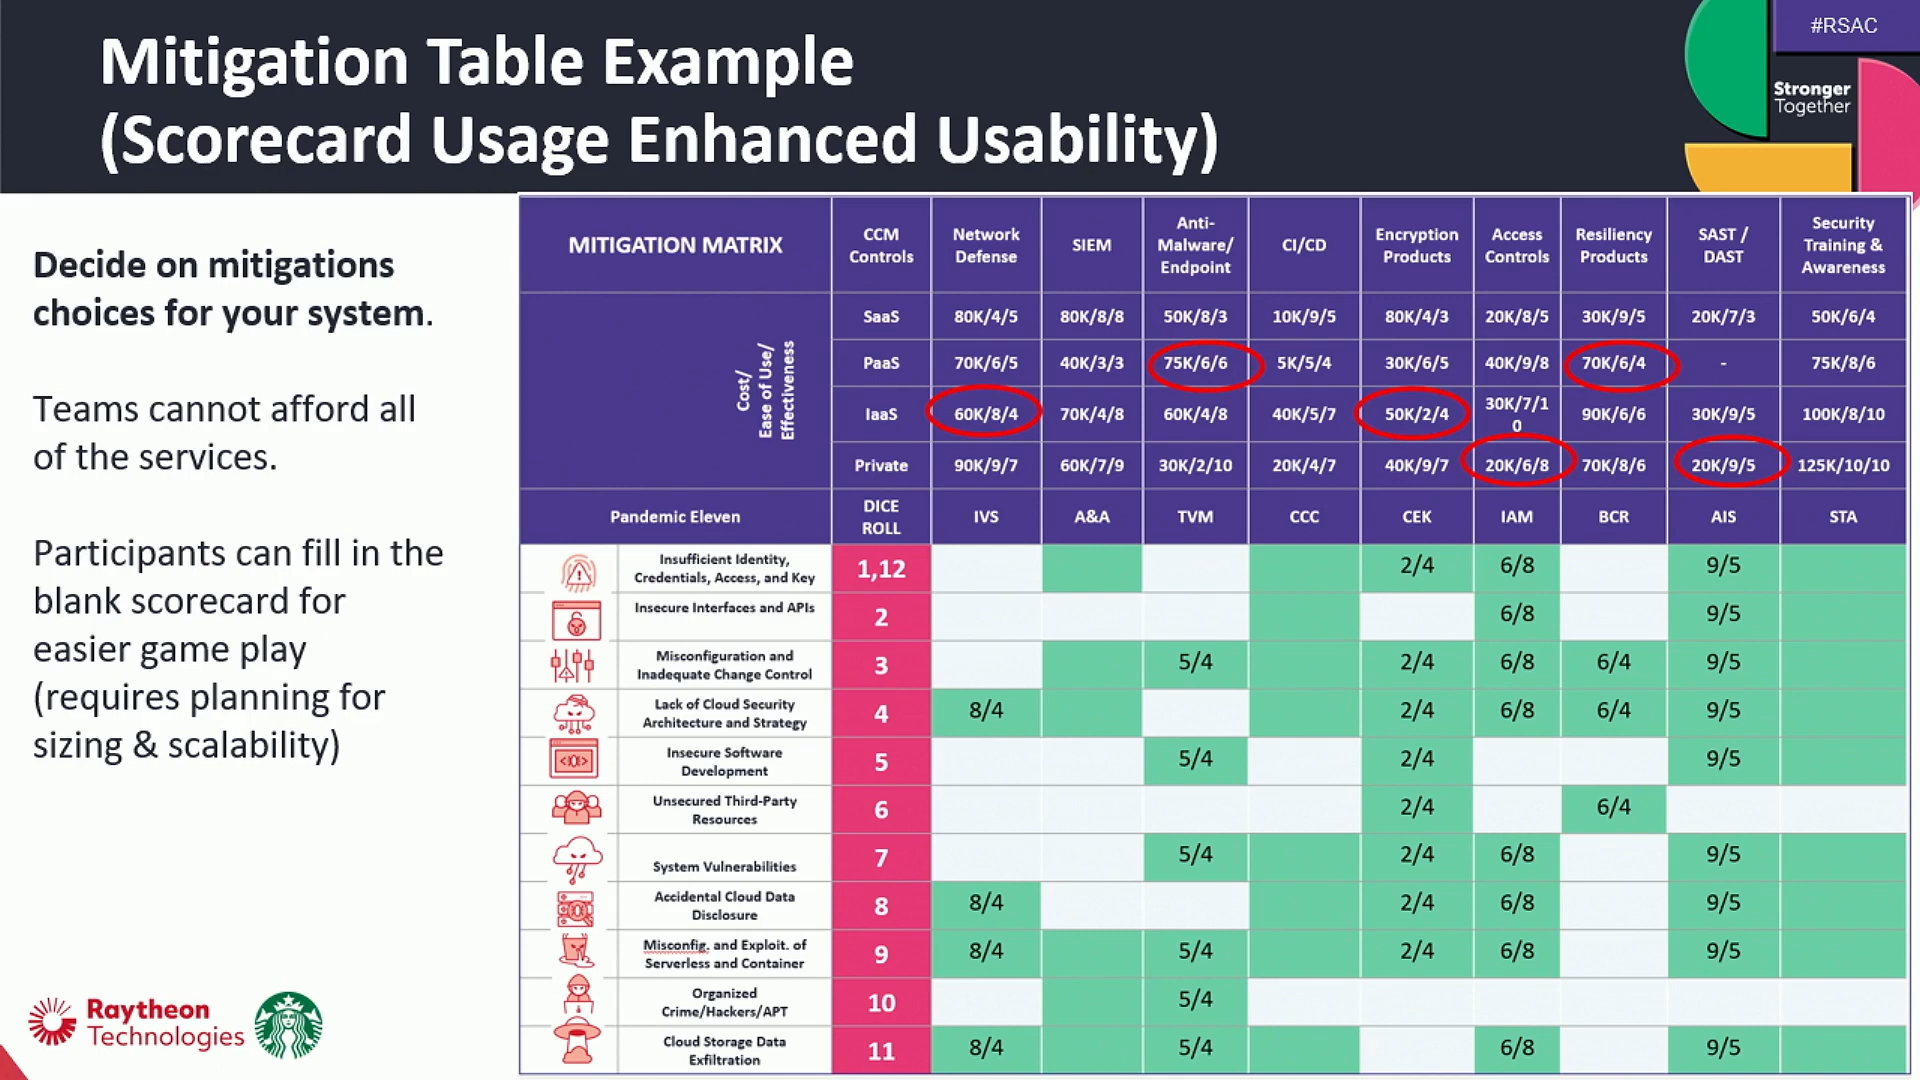 Mitigation Table Example
(Scorecard Usage Enhanced Usability)
#RSAC
Stronger
Together
Decide on mitigations
choices for your system.
Teams cannot afford all
of the services.
Participants can fill in the
blank scorecard for
easier game play
(requires planning for
sizing & scalability)
Raytheon
Technologies
MITIGATION MATRIX
CCM
Controls
Network
Defense
SIEM
Anti-
Malware/
Endpoint
CI/CD
Encryption
Products
Access
Controls
Resiliency
Products
SAST /
DAST
Security
Training &
Awareness
Cost/
Ease of Use/
Effectiveness
SaaS 80K/4/5 80K/8/8 50K/8/3 10K/9/5 80K/4/3 20K/8/5 30K/9/5 20K/7/3 50K/6/4
PaaS 70K/6/5 40K/3/3 75K/6/6 5K/5/4 30K/6/5 40K/9/8 70K/6/4 - 75K/8/6
IaaS 60K/8/4 70K/4/8 60K/4/8 40K/5/7 50K/2/4 30K/7/1
0 90K/6/6 30K/9/5 100K/8/10
Private 90K/9/7 60K/7/9 30K/2/10 20K/4/7 40K/9/7 20K/6/8 70K/8/6 20K/9/5 125K/10/10
Pandemic Eleven
DICE
ROLL
IVS A&A TVM CCC CEK IAM BCR AIS STA
Insufficient Identity,
Credentials, Access, and Key
1,12 2/4 6/8 9/5
Insecure Interfaces and APIs
2 6/8 9/5
Misconfiguration and
Inadequate Change Control
3 5/4 2/4 6/8 6/4 9/5
Lack of Cloud Security
Architecture and Strategy
4 8/4 2/4 6/8 6/4 9/5
Insecure Software
Development
5 5/4 2/4 9/5
Unsecured Third-Party
Resources
6 2/4 6/4
System Vulnerabilities
7 5/4 2/4 6/8 9/5
Accidental Cloud Data
Disclosure
8 8/4 2/4 6/8 9/5
Misconfig. and Exploit. of
Serverless and Container
9 8/4 5/4 2/4 6/8 9/5
Organized
Crime/Hackers/APT
10 5/4
Cloud Storage Data
Exfiltration
11 8/4 5/4 6/8 9/5